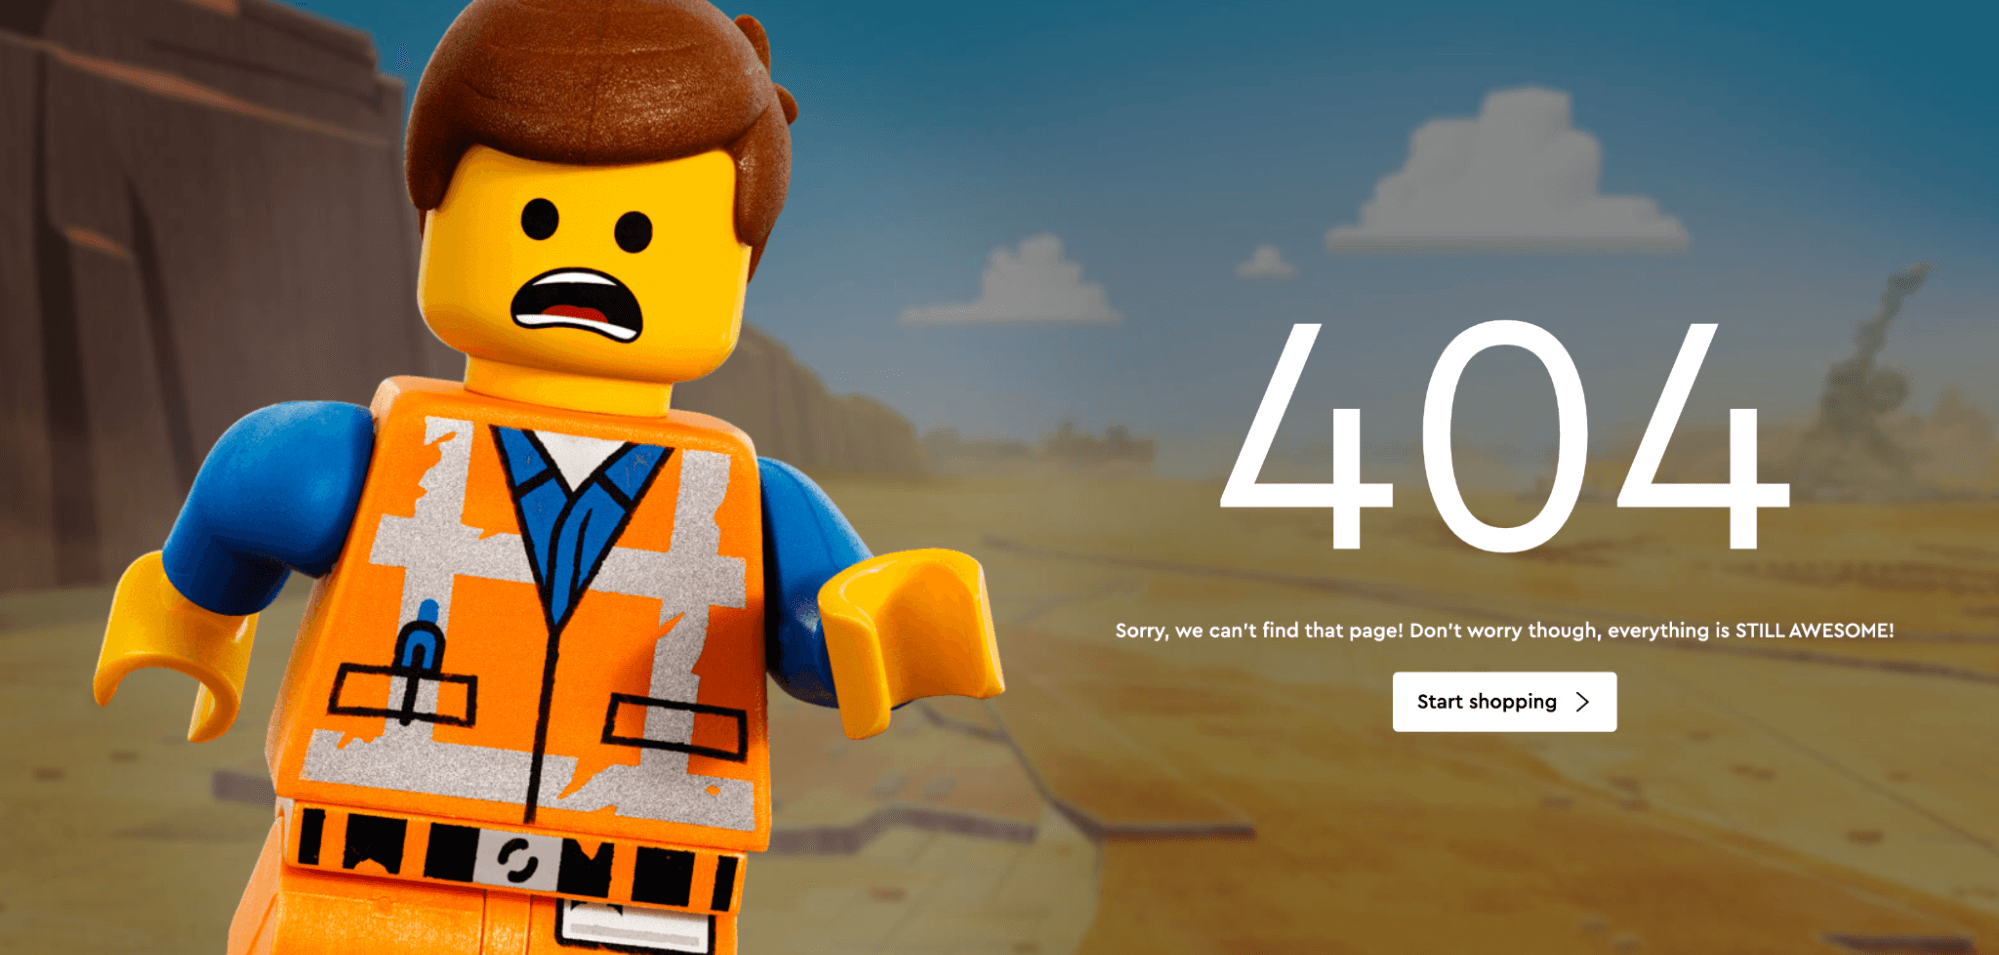 404
Sorry, we can't find that page! Don't worry though, everything is STILL AWESOME!
Start shopping